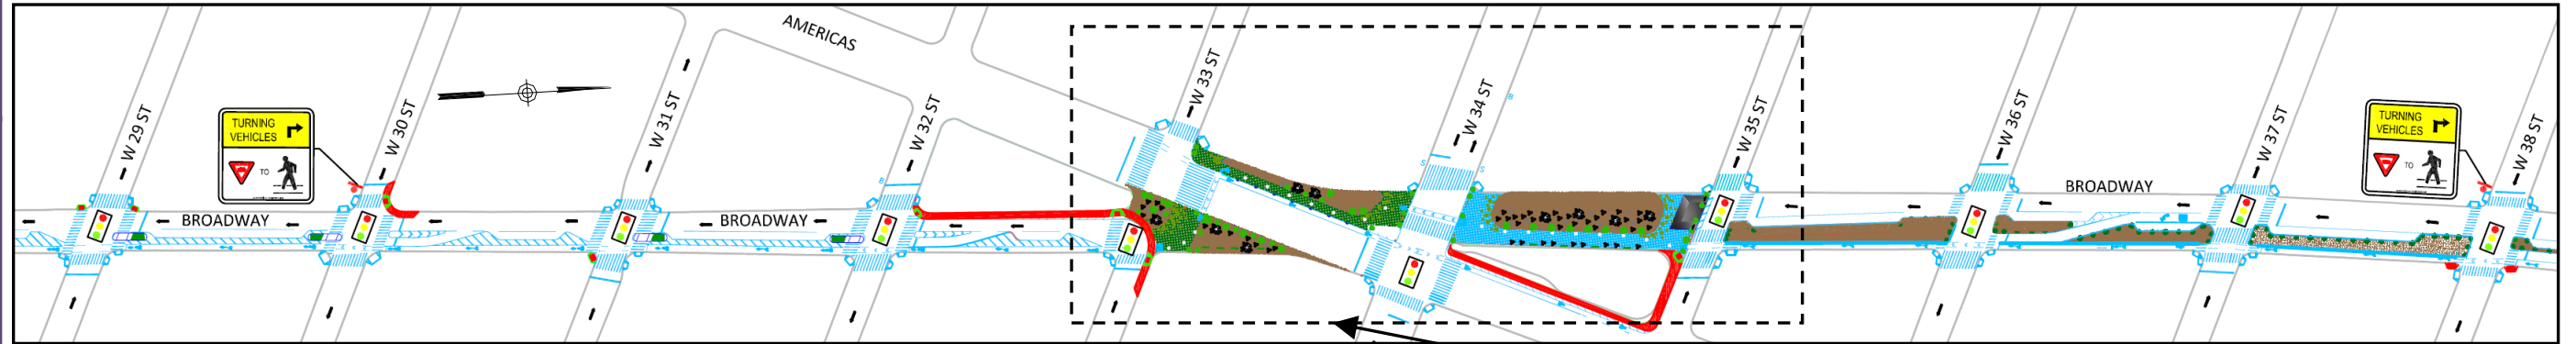 AMERICAS
W 29 ST
TURNING
VEHICLES
TO
W 30 ST
W 31 ST
W 32 ST
W 33 ST
W 34 ST
W 35 ST
W 36 ST
W 37 ST
TURNING
VEHICLES
TO
W 38 ST
BROADWAY
BROADWAY
BROADWAY
B
B
S
S